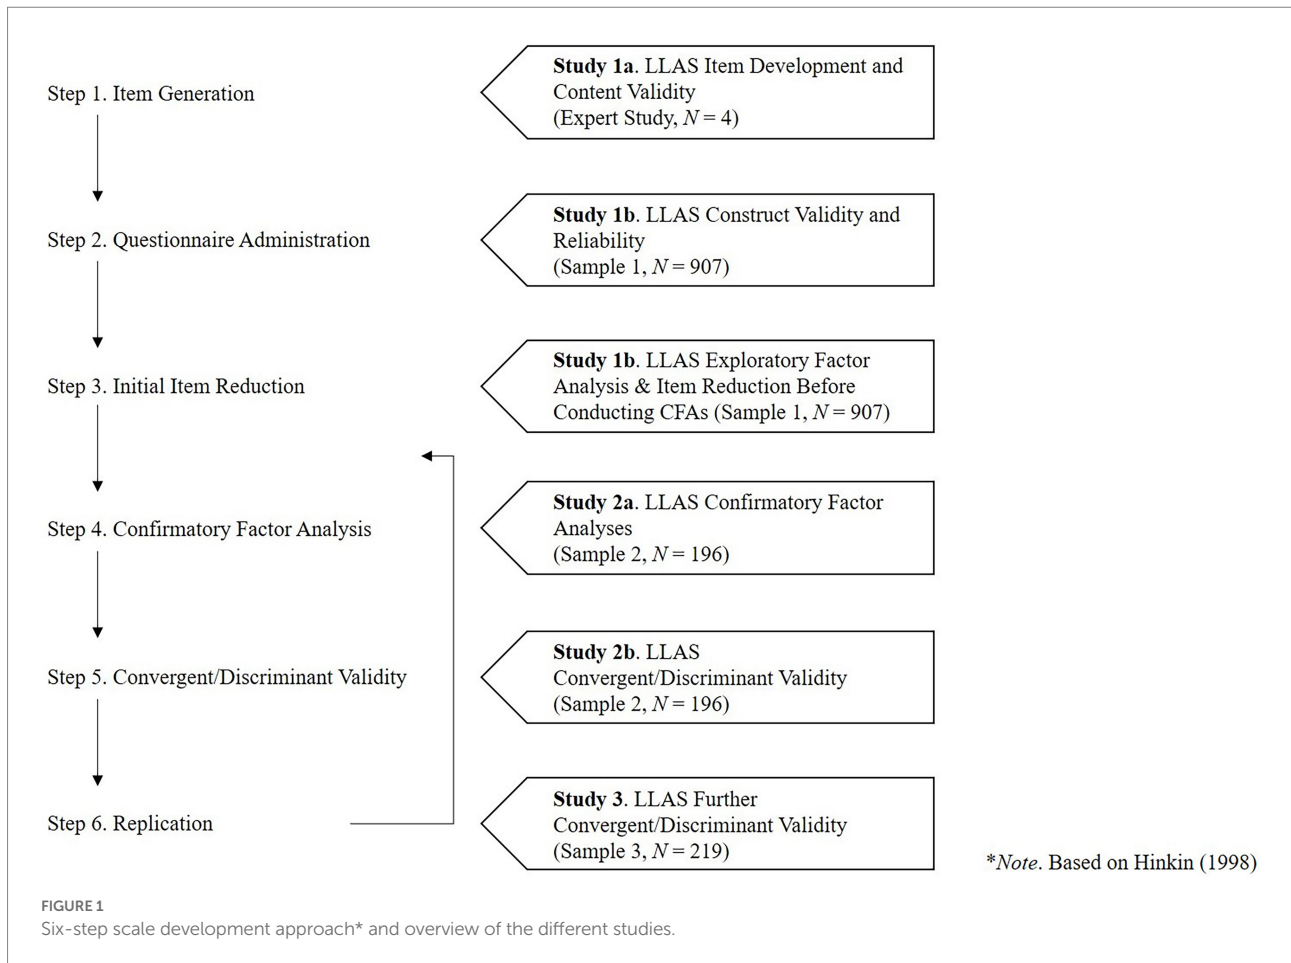 Step 1. Item Generation
Study 1a. LLAS Item Development and
Content Validity
(Expert Study, N = 4)
Step 2. Questionnaire Administration
Study 1b. LLAS Construct Validity and
Reliability
(Sample 1, N = 907)
Step 3. Initial Item Reduction
Study 1b. LLAS Exploratory Factor
Analysis & Item Reduction Before
Conducting CFAs (Sample 1, N = 907)
Step 4. Confirmatory Factor Analysis
Study 2a. LLAS Confirmatory Factor
Analyses
(Sample 2, N = 196)
Step 5. Convergent/Discriminant Validity
Study 2b. LLAS
Convergent/Discriminant Validity
(Sample 2, N = 196)
Step 6. Replication
Study 3. LLAS Further
Convergent/Discriminant Validity
(Sample 3, N = 219)
*Note. Based on Hinkin (1998)
FIGURE 1
Six-step scale development approach* and overview of the different studies.